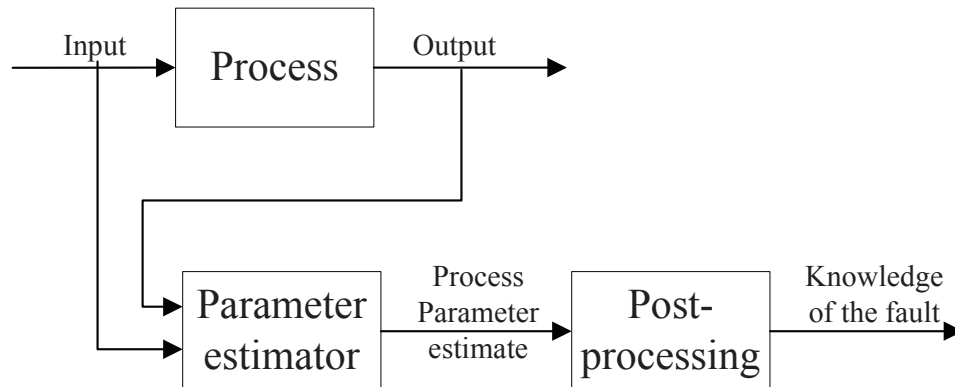 Input
Process
Output
Parameter
estimator
Process
Parameter
estimate
Post-
processing
Knowledge
of the fault